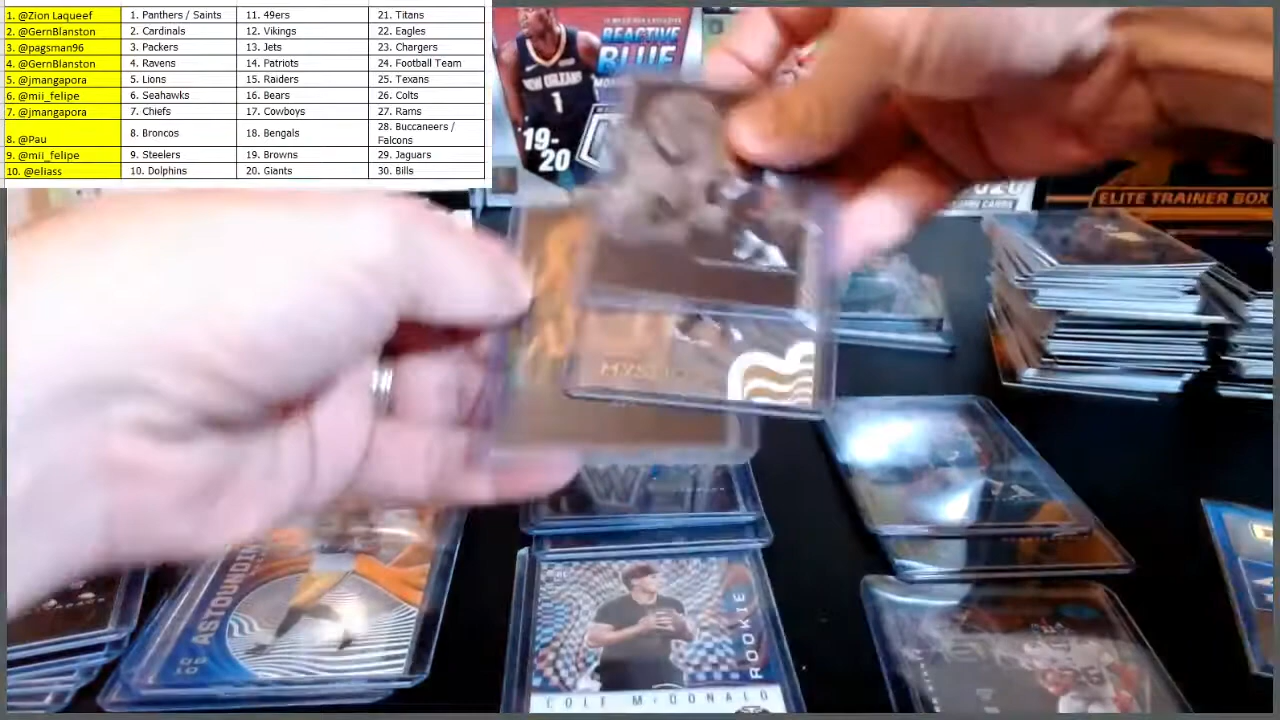 1. @Zion Laqueef 1. Panthers / Saints 11. 49ers 21. Titans
2. @GernBlanston 2. Cardinals 12. Vikings 22. Eagles
3. @pagsman96 3. Packers 13. Jets 23. Chargers
4. @GernBlanston 4. Ravens 14. Patriots 24. Football Team
5. @jmangapora 5. Lions 15. Raiders 25. Texans
6. @mii_felipe 6. Seahawks 16. Bears 26. Colts
7. @jmangapora 7. Chiefs 17. Cowboys 27. Rams
8. @Pau 8. Broncos 18. Bengals 28. Buccaneers / Falcons
9. @mii_felipe 9. Steelers 19. Browns 29. Jaguars
10. @eliass 10. Dolphins 20. Giants 30. Bills
REACTIVE
BLUE
NEW ORLEANS
1
19-
20
ELITE TRAINER BOX
ROOKIE
COLE McDONALD